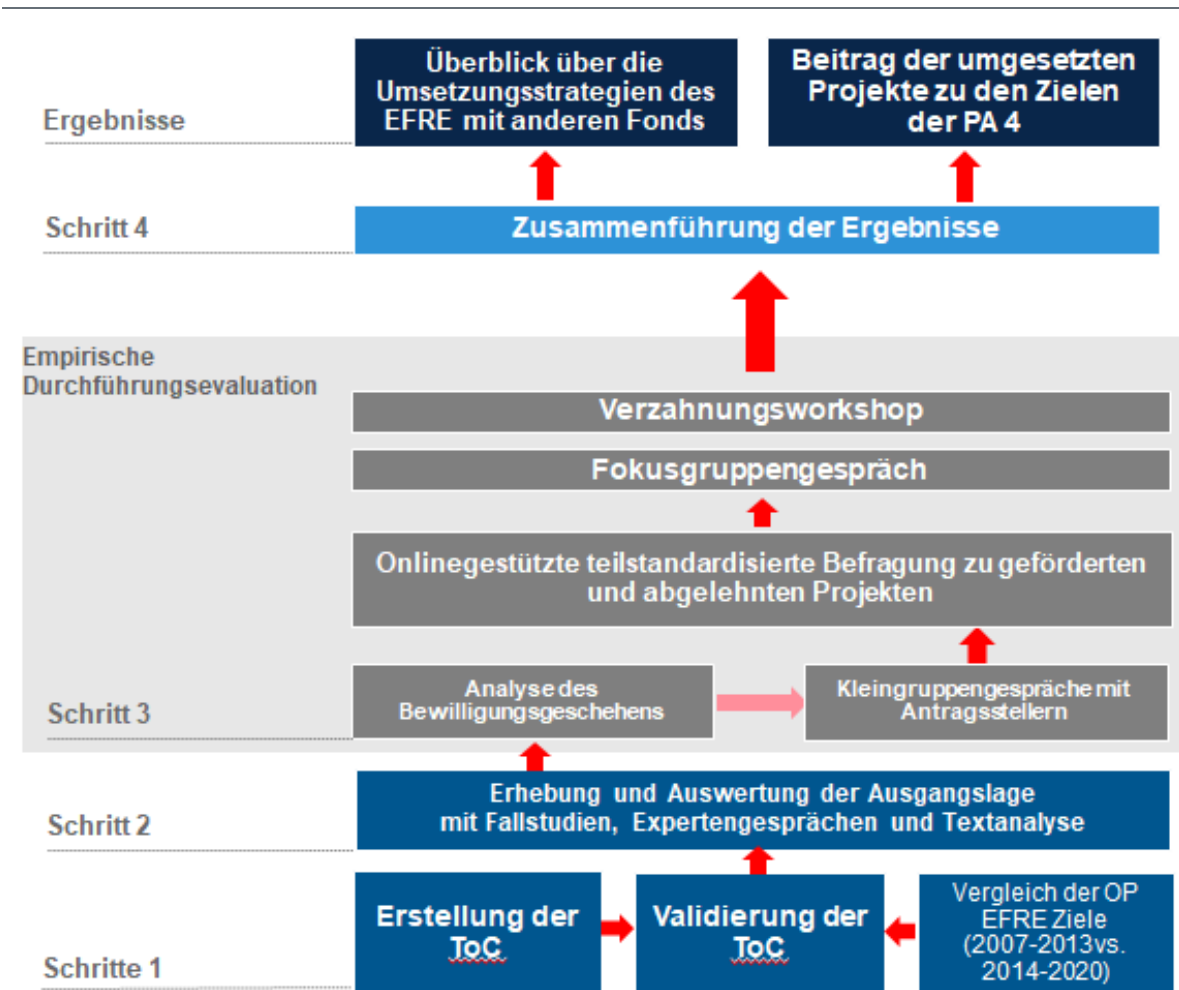 Ergebnisse
Überblick über die
Umsetzungsstrategien des
EFRE mit anderen Fonds
Beitrag der umgesetzten
Projekte zu den Zielen
der PA 4
Schritt 4
Zusammenführung der Ergebnisse
Empirische
Durchführungsevaluation
Verzahnungsworkshop
Fokusgruppengespräch
Onlinegestützte teilstandardisierte Befragung zu geförderten
und abgelehnten Projekten
Schritt 3
Analyse des
Bewilligungsgeschehens
Kleingruppengespräche mit
Antragsstellern
Schritt 2
Erhebung und Auswertung der Ausgangslage
mit Fallstudien, Expertengesprächen und Textanalyse
Schritte 1
Erstellung der
ToC
Validierung der
ToC
Vergleich der OP
EFRE Ziele
(2007-2013vs.
2014-2020)